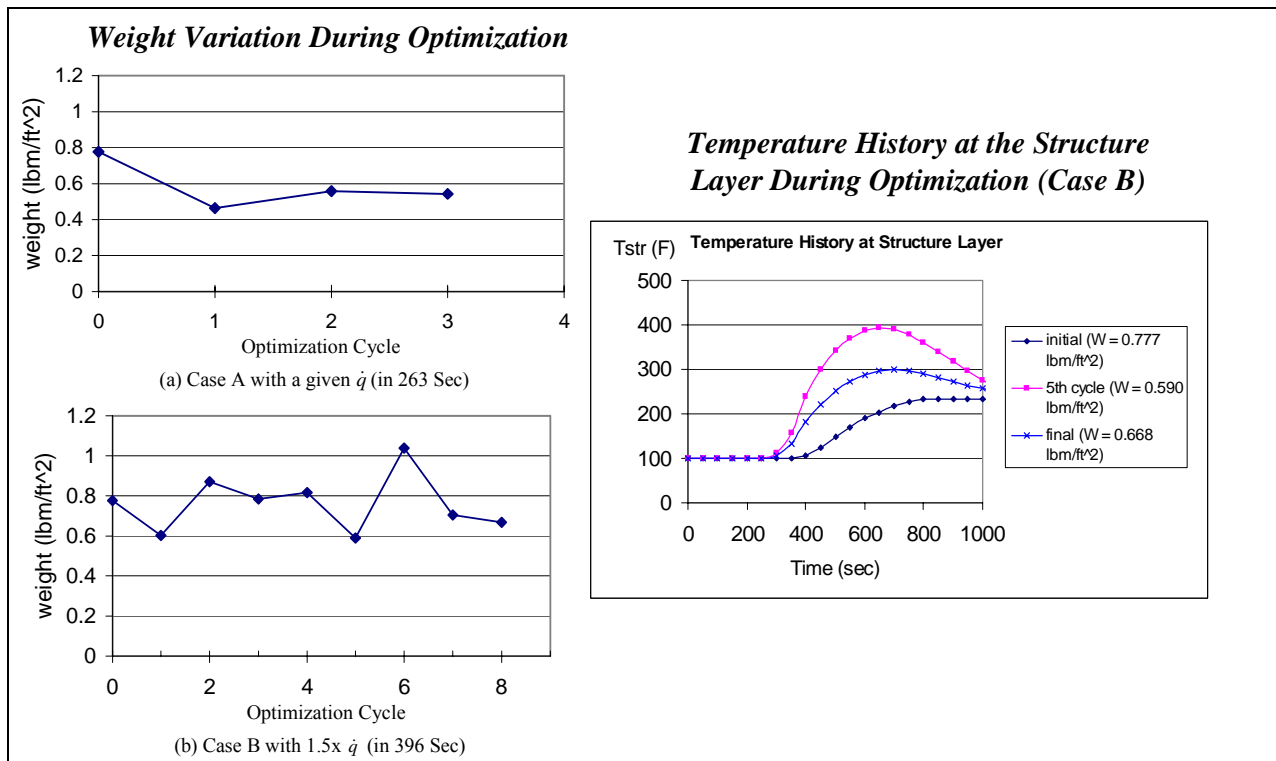 Weight Variation During Optimization
1.2
1
0.8
0.6
0.4
0.2
0
weight (lbm/ft^2)
0 1 2 3 4
Optimization Cycle
(a) Case A with a given q̇ (in 263 Sec)
1.2
1
0.8
0.6
0.4
0.2
0
weight (lbm/ft^2)
0 2 4 6 8
Optimization Cycle
(b) Case B with 1.5x q̇ (in 396 Sec)
Temperature History at the Structure
Layer During Optimization (Case B)
Tstr (F) Temperature History at Structure Layer
500
400
300
200
100
0
0 200 400 600 800 1000
Time (sec)
initial (W = 0.777
lbm/ft^2)
5th cycle (W = 0.590
lbm/ft^2)
final (W = 0.668
lbm/ft^2)